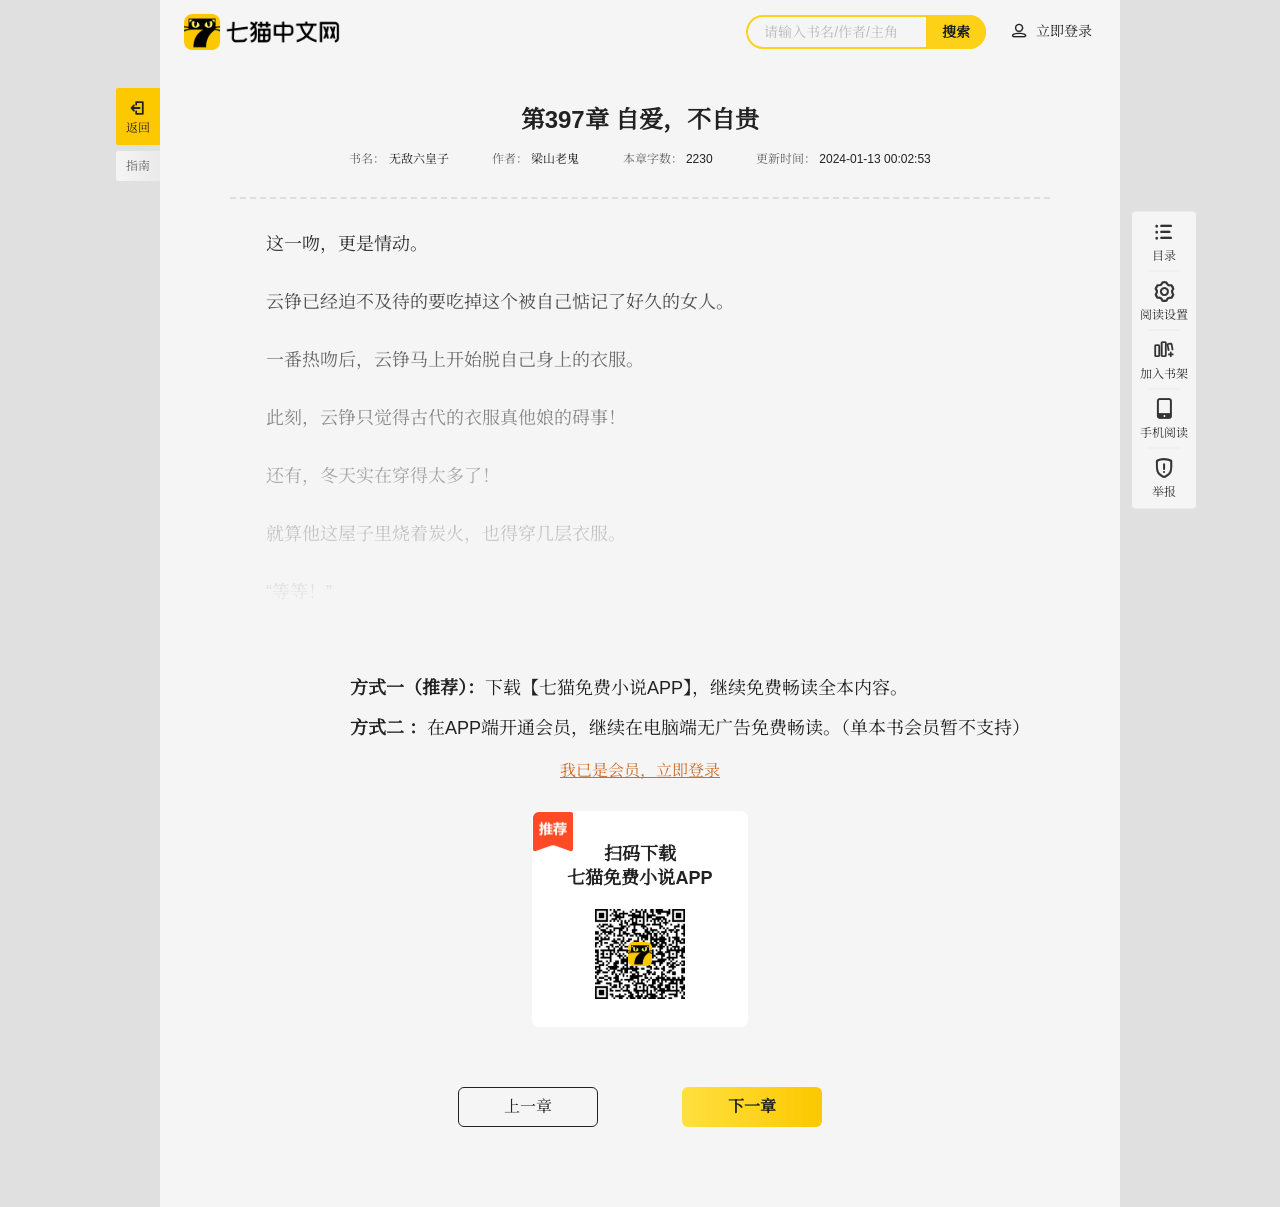 七猫中文网
请输入书名/作者/主角
搜索
立即登录
返回
指南
第397章 自爱，不自贵
书名： 无敌六皇子 作者： 梁山老鬼 本章字数： 2230 更新时间： 2024-01-13 00:02:53
这一吻，更是情动。
云铮已经迫不及待的要吃掉这个被自己惦记了好久的女人。
一番热吻后，云铮马上开始脱自己身上的衣服。
此刻，云铮只觉得古代的衣服真他娘的碍事！
还有，冬天实在穿得太多了！
就算他这屋子里烧着炭火，也得穿几层衣服。
“等等！”
目录
阅读设置
加入书架
手机阅读
举报
方式一（推荐）：下载【七猫免费小说APP】，继续免费畅读全本内容。
方式二 ：在APP端开通会员，继续在电脑端无广告免费畅读。（单本书会员暂不支持）
我已是会员，立即登录
推荐
扫码下载
七猫免费小说APP
上一章
下一章